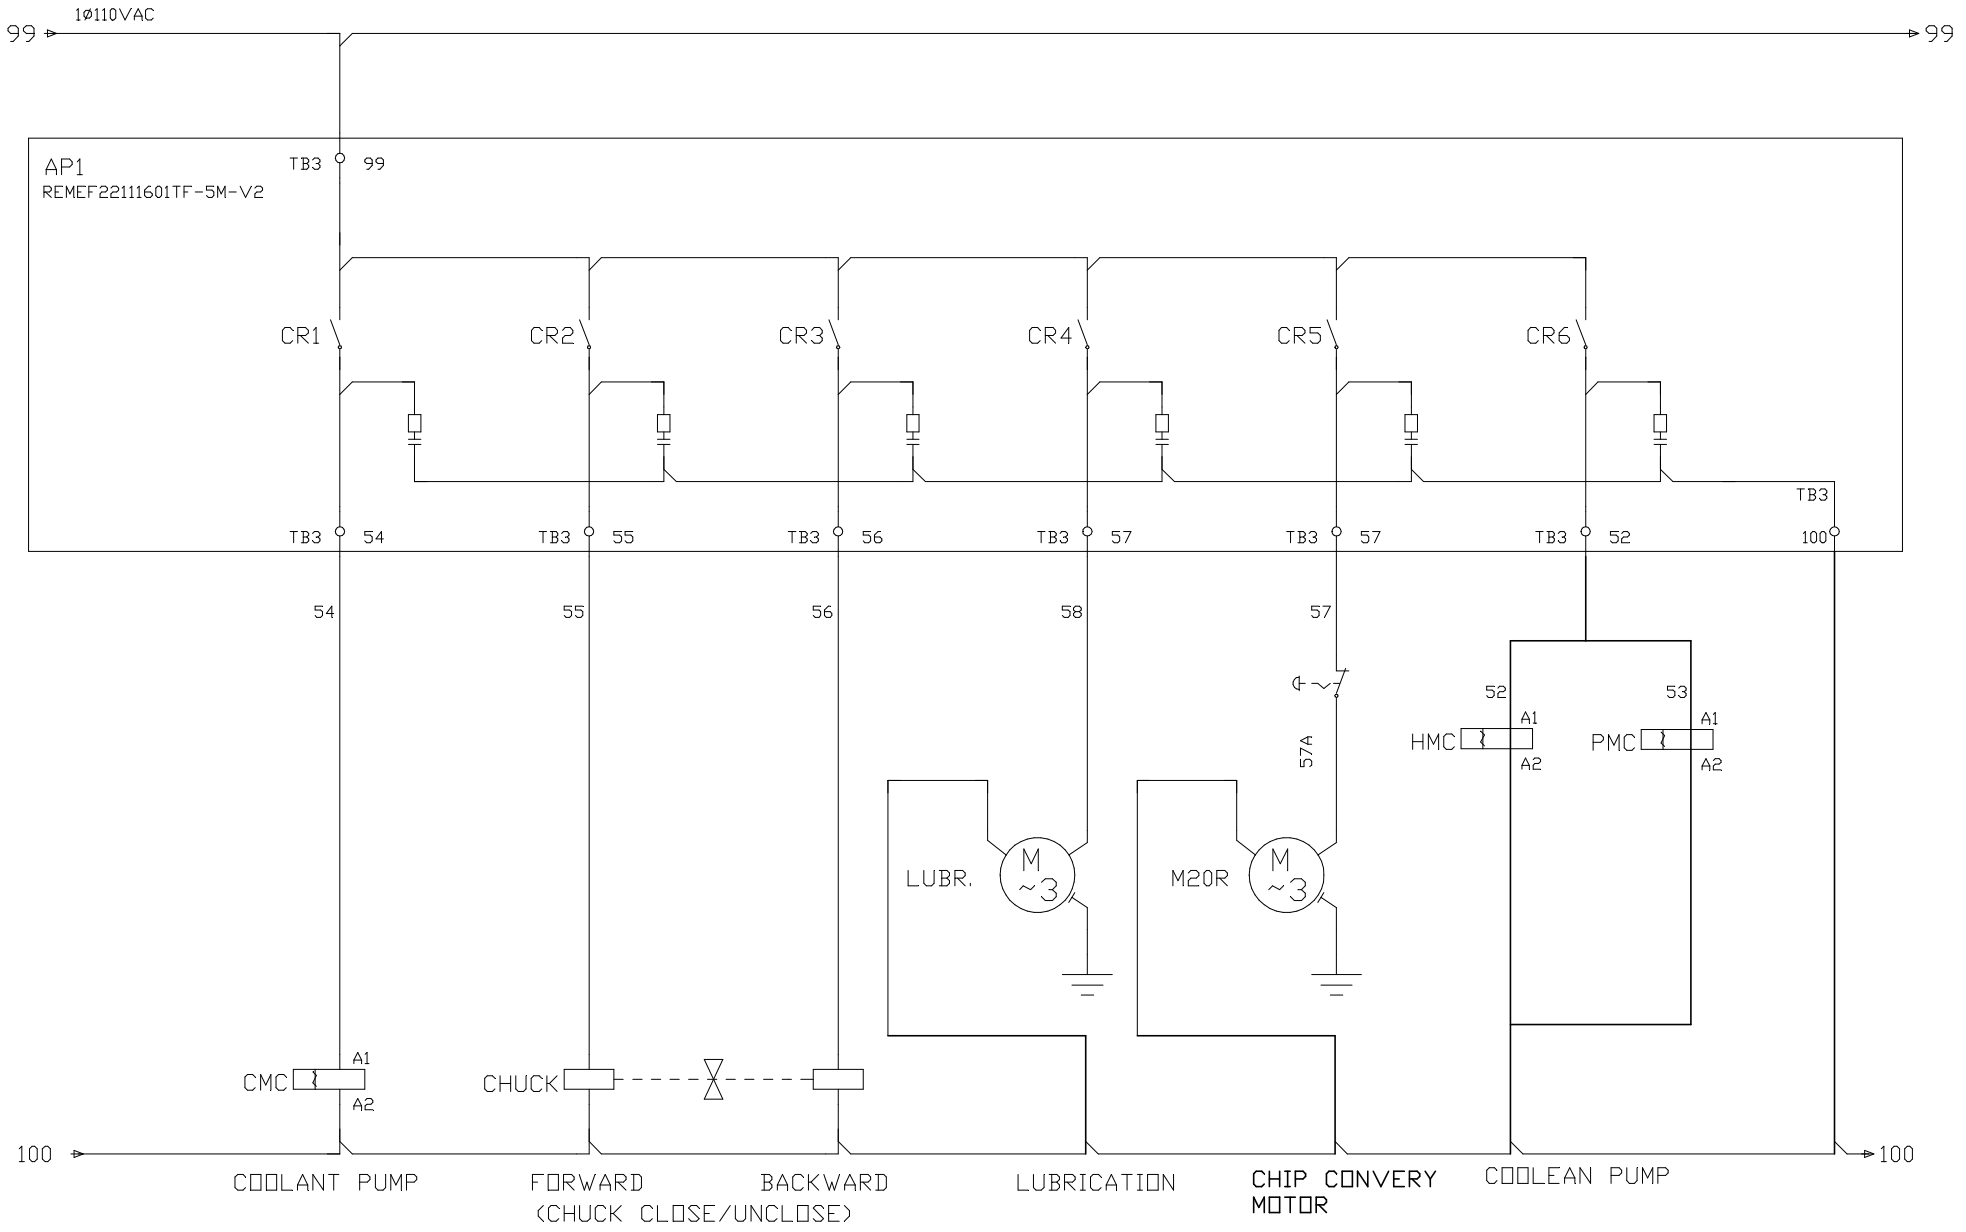 1Ø110VAC
99 99
AP1 TB3 99
REMEF22111601TF-5M-V2
CR1 CR2 CR3 CR4 CR5 CR6
TB3
TB3 54 TB3 55 TB3 56 TB3 57 TB3 57 TB3 52 100
54 55 56 58 57
52 53
A1 A1
HMC PMC
57A
A2 A2
M M
LUBR. ~3 M20R ~3
A1
CMC CHUCK
A2
100 100
COOLANT PUMP FORWARD BACKWARD LUBRICATION CHIP CONVERY COOLEAN PUMP
MOTOR
(CHUCK CLOSE/UNCLOSE)